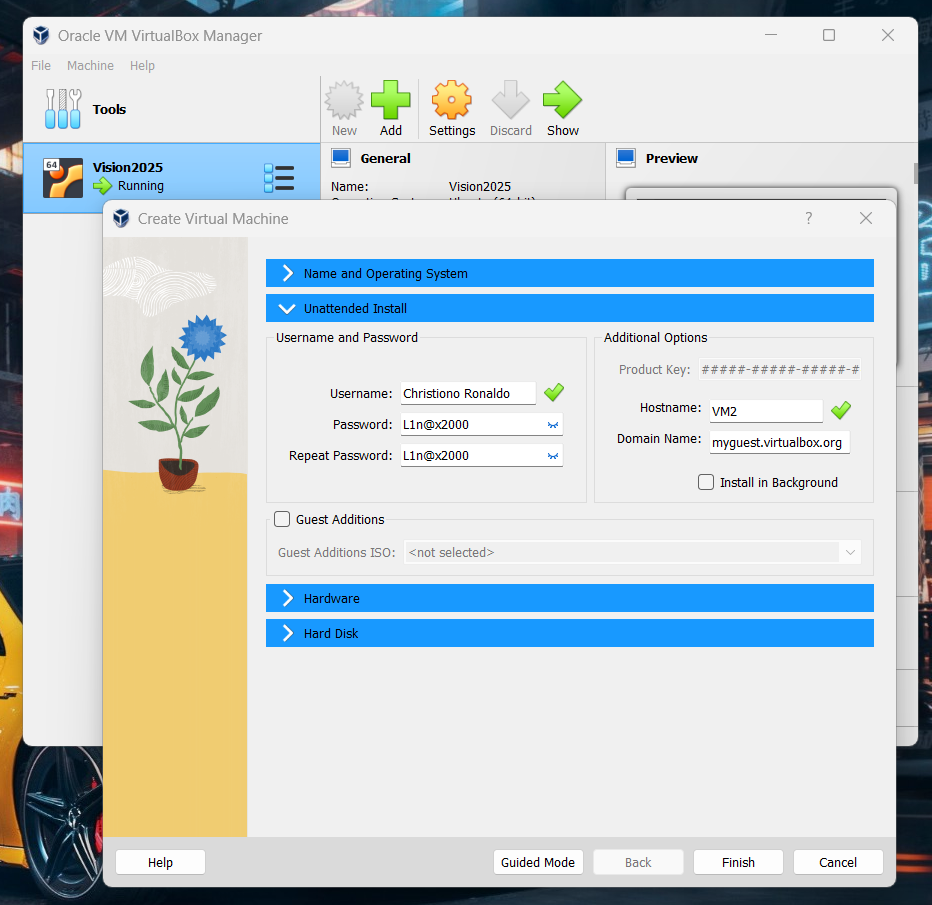 Oracle VM VirtualBox Manager
File Machine Help
Tools
New Add Settings Discard Show
64
Vision2025
Running
General
Name: Vision2025
Preview
Create Virtual Machine
?
Name and Operating System
Unattended Install
Username and Password
Username: Christiono Ronaldo
Password: L1n@x2000
Repeat Password: L1n@x2000
Additional Options
Product Key: #####-#####-#####-#
Hostname: VM2
Domain Name: myguest.virtualbox.org
Install in Background
Guest Additions
Guest Additions ISO: <not selected>
Hardware
Hard Disk
Help Guided Mode Back Finish Cancel